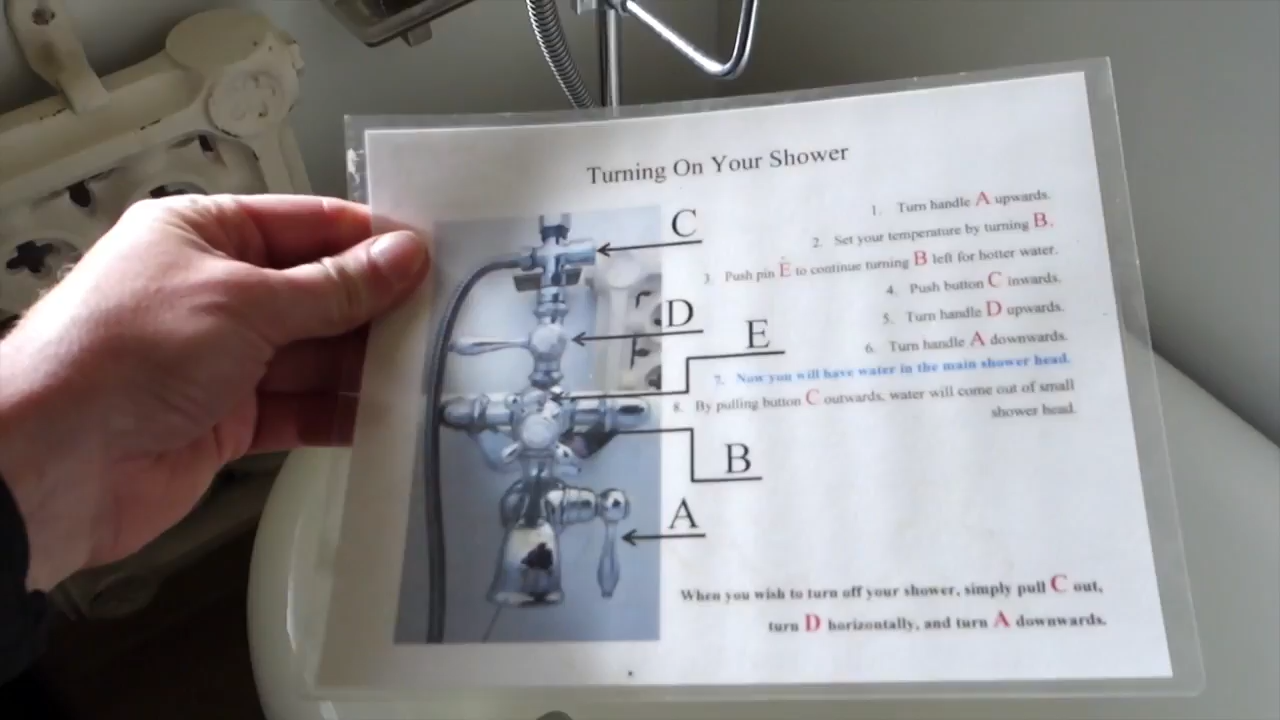 Turning On Your Shower
1. Turn handle A upwards.
2. Set your temperature by turning B.
3. Push pin E to continue turning B left for hotter water.
4. Push button C inwards.
5. Turn handle D upwards.
6. Turn handle A downwards.
7. Now you will have water in the main shower head.
8. By pulling button C outwards, water will come out of small
shower head.
C
D
E
B
A
When you wish to turn off your shower, simply pull C out,
turn D horizontally, and turn A downwards.